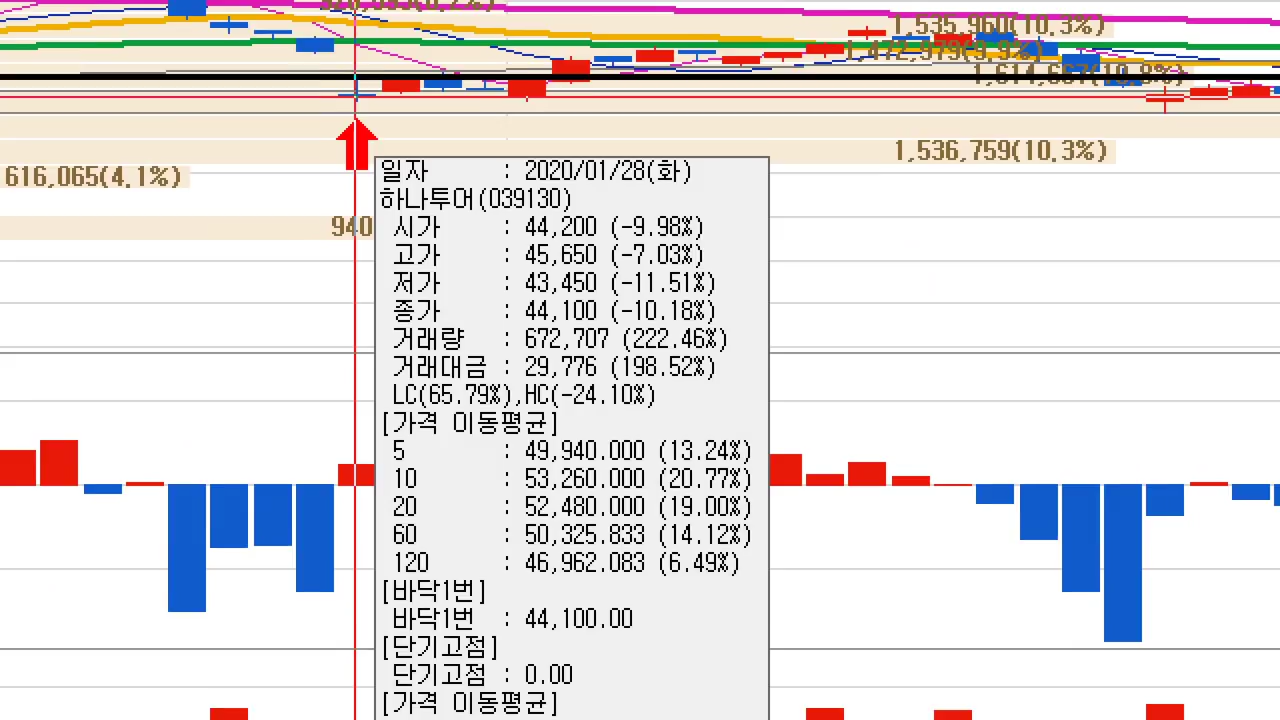 1,535,960(10.3%)
1,472,979(9.9%)
1,614,667(10.8%)
1,536,759(10.3%)
616,065(4.1%)
940
일자 : 2020/01/28(화)
하나투어(039130)
시가 : 44,200 (-9.98%)
고가 : 45,650 (-7.03%)
저가 : 43,450 (-11.51%)
종가 : 44,100 (-10.18%)
거래량 : 672,707 (222.46%)
거래대금 : 29,776 (198.52%)
LC(65.79%),HC(-24.10%)
[가격 이동평균]
5 : 49,940.000 (13.24%)
10 : 53,260.000 (20.77%)
20 : 52,480.000 (19.00%)
60 : 50,325.833 (14.12%)
120 : 46,962.083 (6.49%)
[바닥1번]
바닥1번 : 44,100.00
[단기고점]
단기고점 : 0.00
[가격 이동평균]